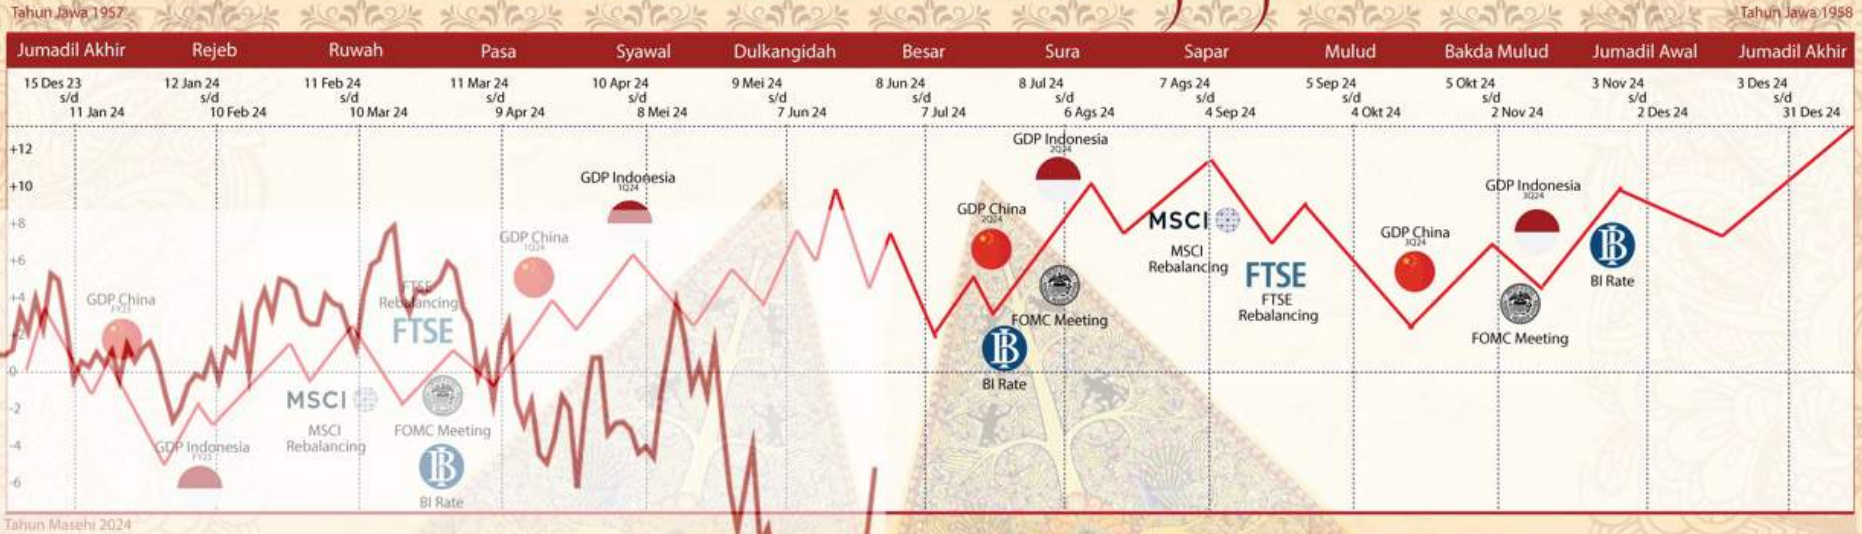 Tahun Jawa 1957
Tahun Jawa 1958
Jumadil Akhir Rejeb Ruwah Pasa Syawal Dulkangidah Besar Sura Sapar Mulud Bakda Mulud Jumadil Awal Jumadil Akhir
15 Des 23 12 Jan 24 11 Feb 24 11 Mar 24 10 Apr 24 9 Mei 24 8 Jun 24 8 Jul 24 7 Ags 24 5 Sep 24 5 Okt 24 3 Nov 24 3 Des 24
s/d s/d s/d s/d s/d s/d s/d s/d s/d s/d s/d s/d s/d
11 Jan 24 10 Feb 24 10 Mar 24 9 Apr 24 8 Mei 24 7 Jun 24 7 Jul 24 6 Ags 24 4 Sep 24 4 Okt 24 2 Nov 24 2 Des 24 31 Des 24
+12
+10
+8
+6
+4
+2
0
-2
-4
-6
GDP China
FY23
GDP Indonesia
FY23
MSCI
MSCI
Rebalancing
FTSE
Rebalancing
FTSE
FOMC Meeting
BI Rate
GDP China
1Q24
GDP Indonesia
1Q24
GDP China
2Q24
BI Rate
GDP Indonesia
2Q24
FOMC Meeting
MSCI
MSCI
Rebalancing
FTSE
FTSE
Rebalancing
GDP China
3Q24
GDP Indonesia
3Q24
FOMC Meeting
BI Rate
Tahun Masehi 2024